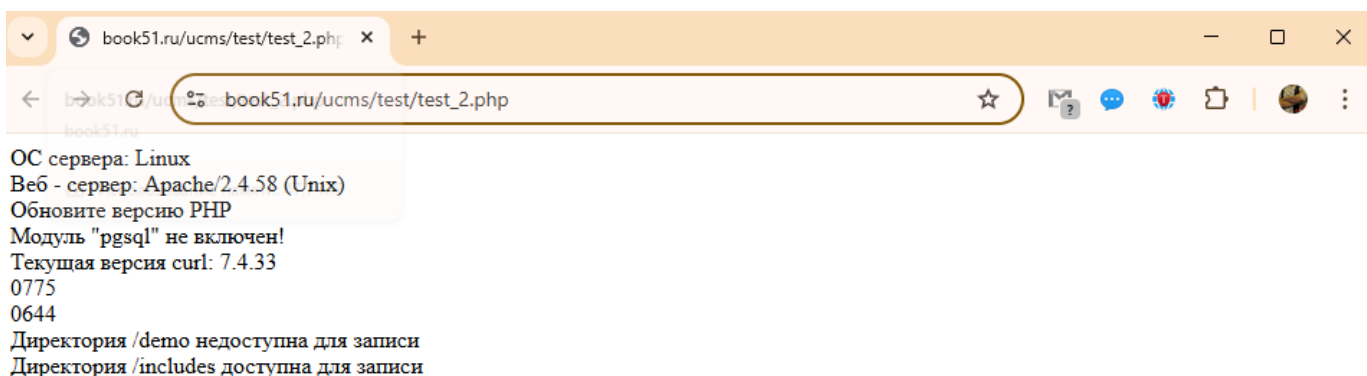 book51.ru/ucms/test/test_2.php
book51.ru/ucms/test/test_2.php
book51.ru
ОС сервера: Linux
Веб - сервер: Apache/2.4.58 (Unix)
Обновите версию PHP
Модуль "pgsql" не включен!
Текущая версия curl: 7.4.33
0775
0644
Директория /demo недоступна для записи
Директория /includes доступна для записи